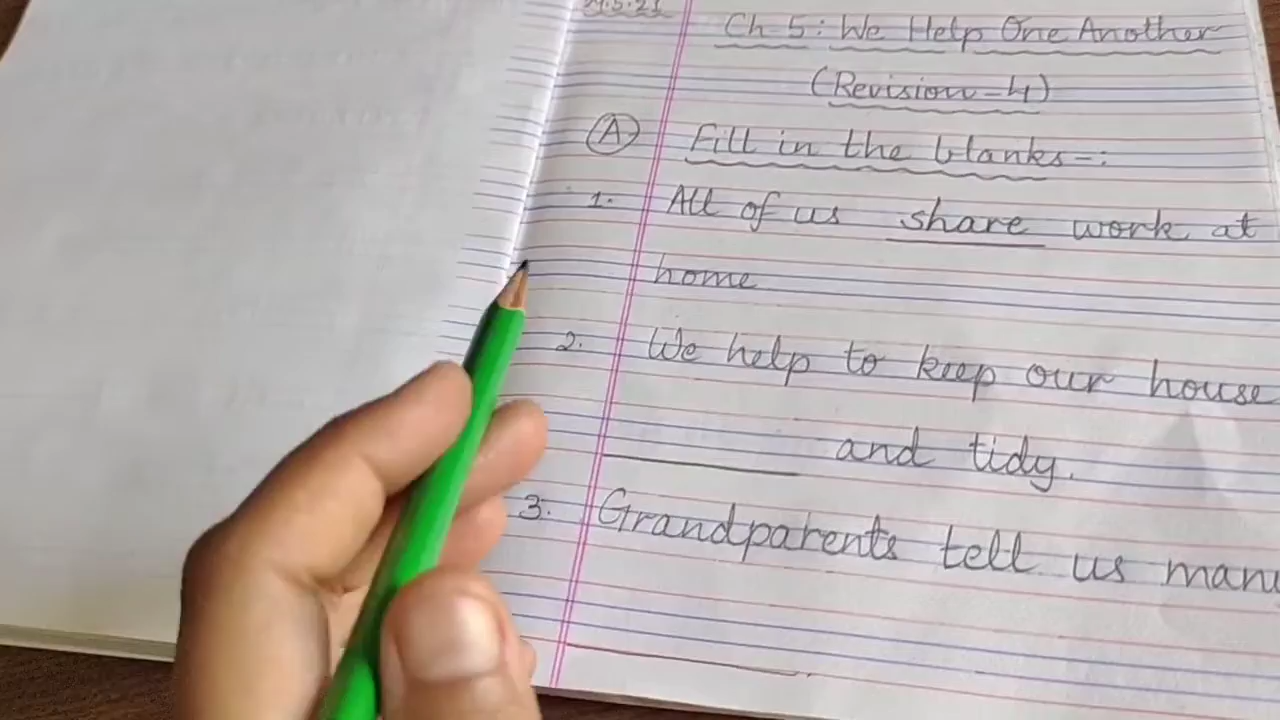 Ch 5: We Help One Another
(Revision-4)
(A) Fill in the blanks-:
1. All of us share work at
home
2. We help to keep our house
and tidy.
3. Grandparents tell us